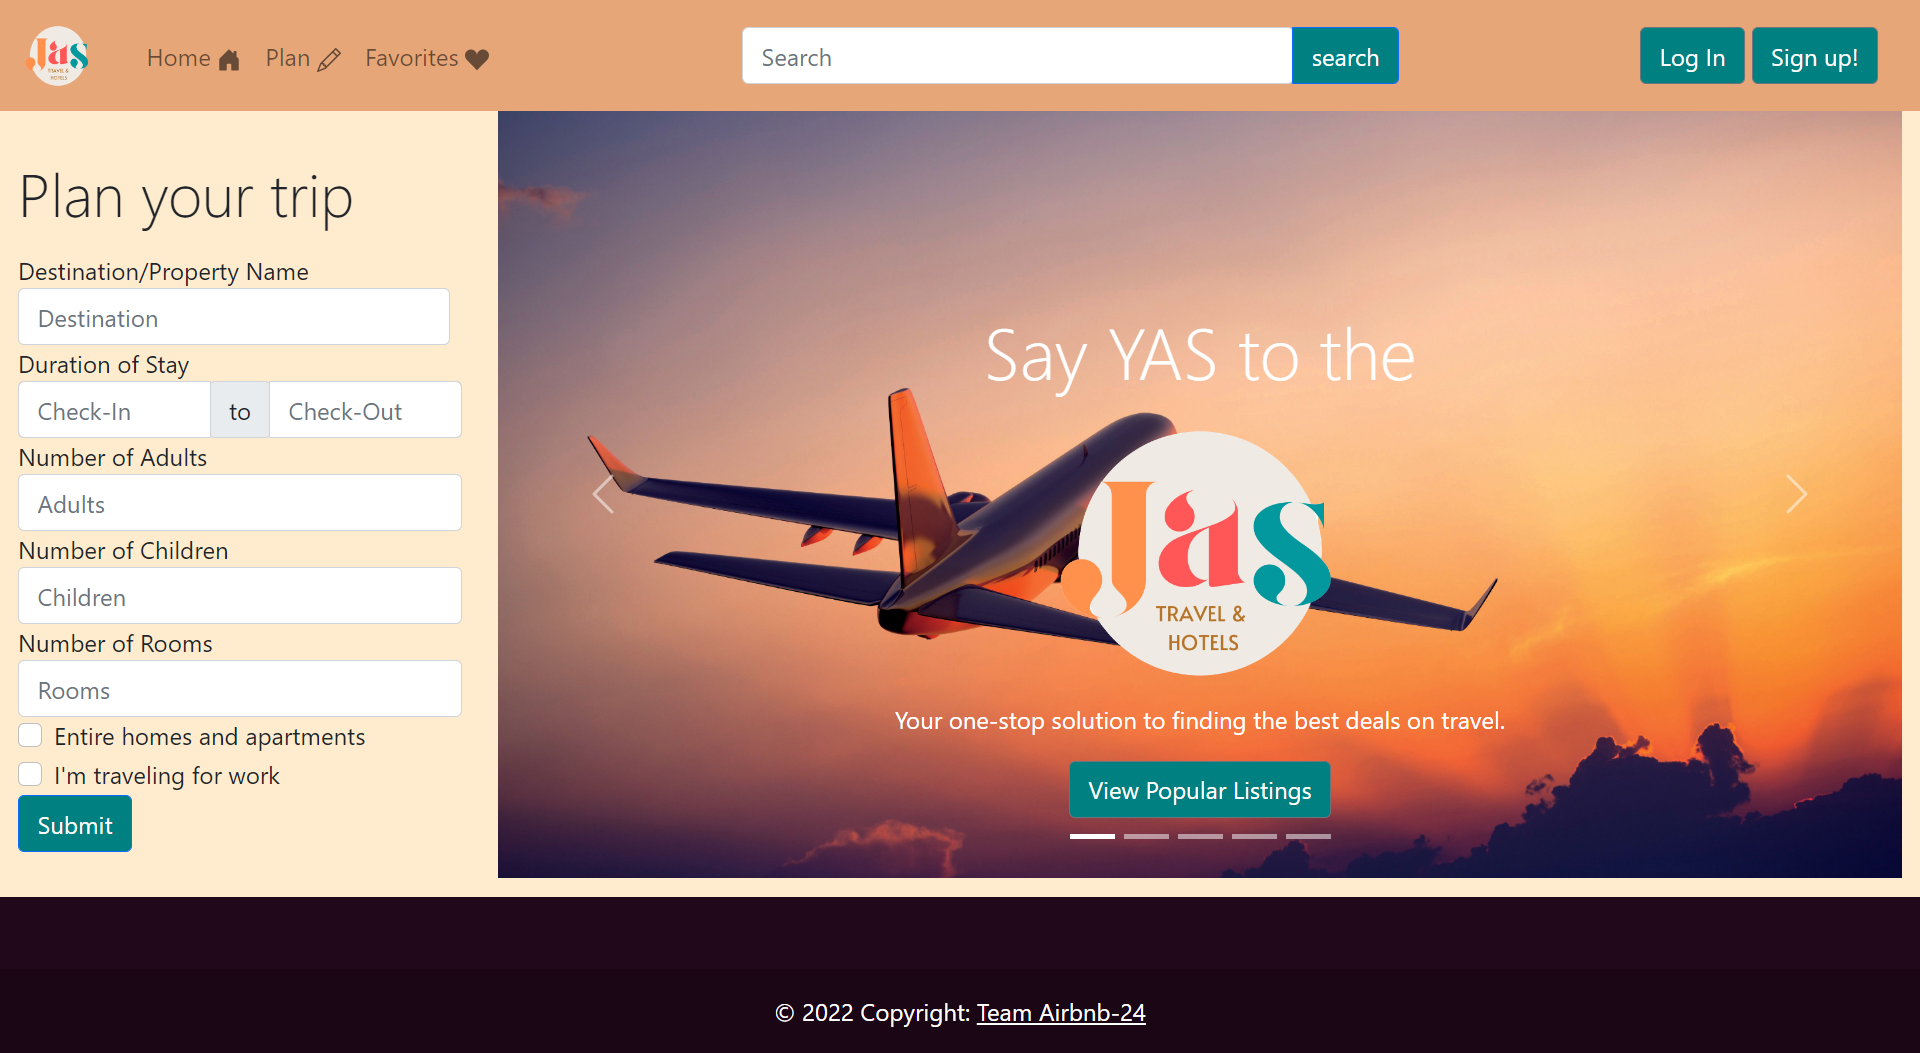 Jas
TRAVEL &
HOTELS
Home
Plan
Favorites
Search
search
Log In
Sign up!
Plan your trip
Destination/Property Name
Destination
Duration of Stay
Check-In
to
Check-Out
Number of Adults
Adults
Number of Children
Children
Number of Rooms
Rooms
Entire homes and apartments
I'm traveling for work
Submit
Say YAS to the
Jas
TRAVEL &
HOTELS
Your one-stop solution to finding the best deals on travel.
View Popular Listings
© 2022 Copyright: Team Airbnb-24